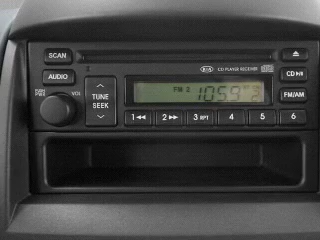 SCAN
KIA CD PLAYER RECEIVER
AUDIO
CD
PUSH PWR
VOL
TUNE
SEEK
FM 2
1059
FM/AM
1 2 3 RPT 4 5 6